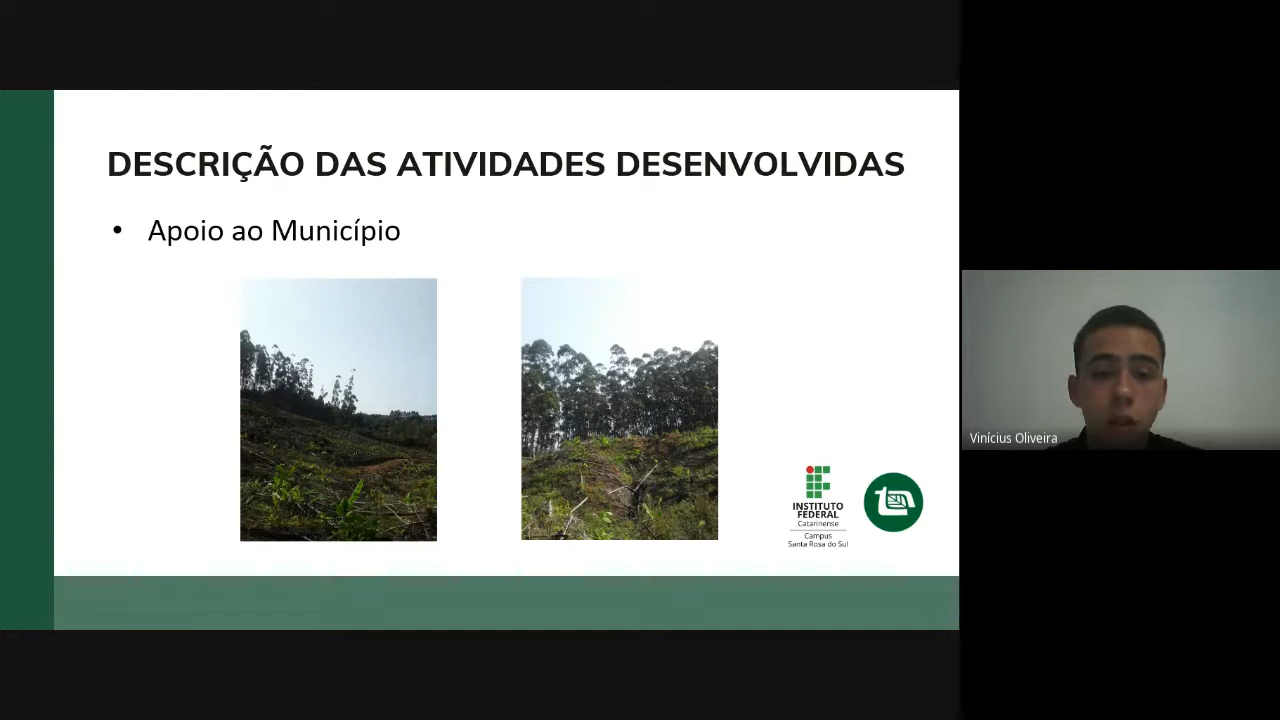 DESCRIÇÃO DAS ATIVIDADES DESENVOLVIDAS
• Apoio ao Município
INSTITUTO
FEDERAL
Catarinense
Campus
Santa Rosa do Sul
Vinícius Oliveira